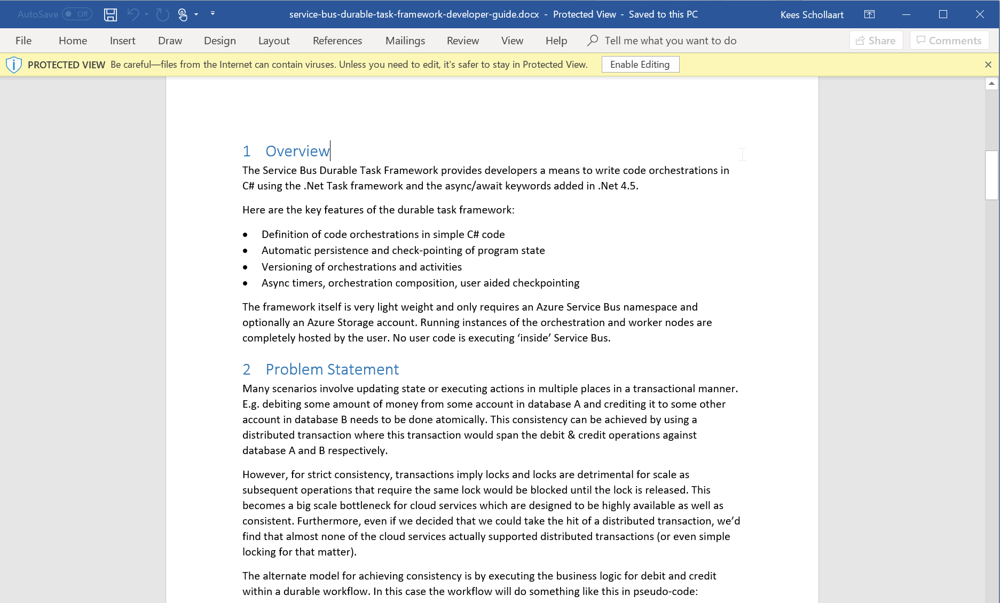 AutoSave Off
service-bus-durable-task-framework-developer-guide.docx - Protected View - Saved to this PC
Kees Schollaart
File Home Insert Draw Design Layout References Mailings Review View Help Tell me what you want to do Share Comments
PROTECTED VIEW Be careful—files from the Internet can contain viruses. Unless you need to edit, it's safer to stay in Protected View. Enable Editing
1 Overview
The Service Bus Durable Task Framework provides developers a means to write code orchestrations in
C# using the .Net Task framework and the async/await keywords added in .Net 4.5.
Here are the key features of the durable task framework:
• Definition of code orchestrations in simple C# code
• Automatic persistence and check-pointing of program state
• Versioning of orchestrations and activities
• Async timers, orchestration composition, user aided checkpointing
The framework itself is very light weight and only requires an Azure Service Bus namespace and
optionally an Azure Storage account. Running instances of the orchestration and worker nodes are
completely hosted by the user. No user code is executing ‘inside’ Service Bus.
2 Problem Statement
Many scenarios involve updating state or executing actions in multiple places in a transactional manner.
E.g. debiting some amount of money from some account in database A and crediting it to some other
account in database B needs to be done atomically. This consistency can be achieved by using a
distributed transaction where this transaction would span the debit & credit operations against
database A and B respectively.
However, for strict consistency, transactions imply locks and locks are detrimental for scale as
subsequent operations that require the same lock would be blocked until the lock is released. This
becomes a big scale bottleneck for cloud services which are designed to be highly available as well as
consistent. Furthermore, even if we decided that we could take the hit of a distributed transaction, we’d
find that almost none of the cloud services actually supported distributed transactions (or even simple
locking for that matter).
The alternate model for achieving consistency is by executing the business logic for debit and credit
within a durable workflow. In this case the workflow will do something like this in pseudo-code: